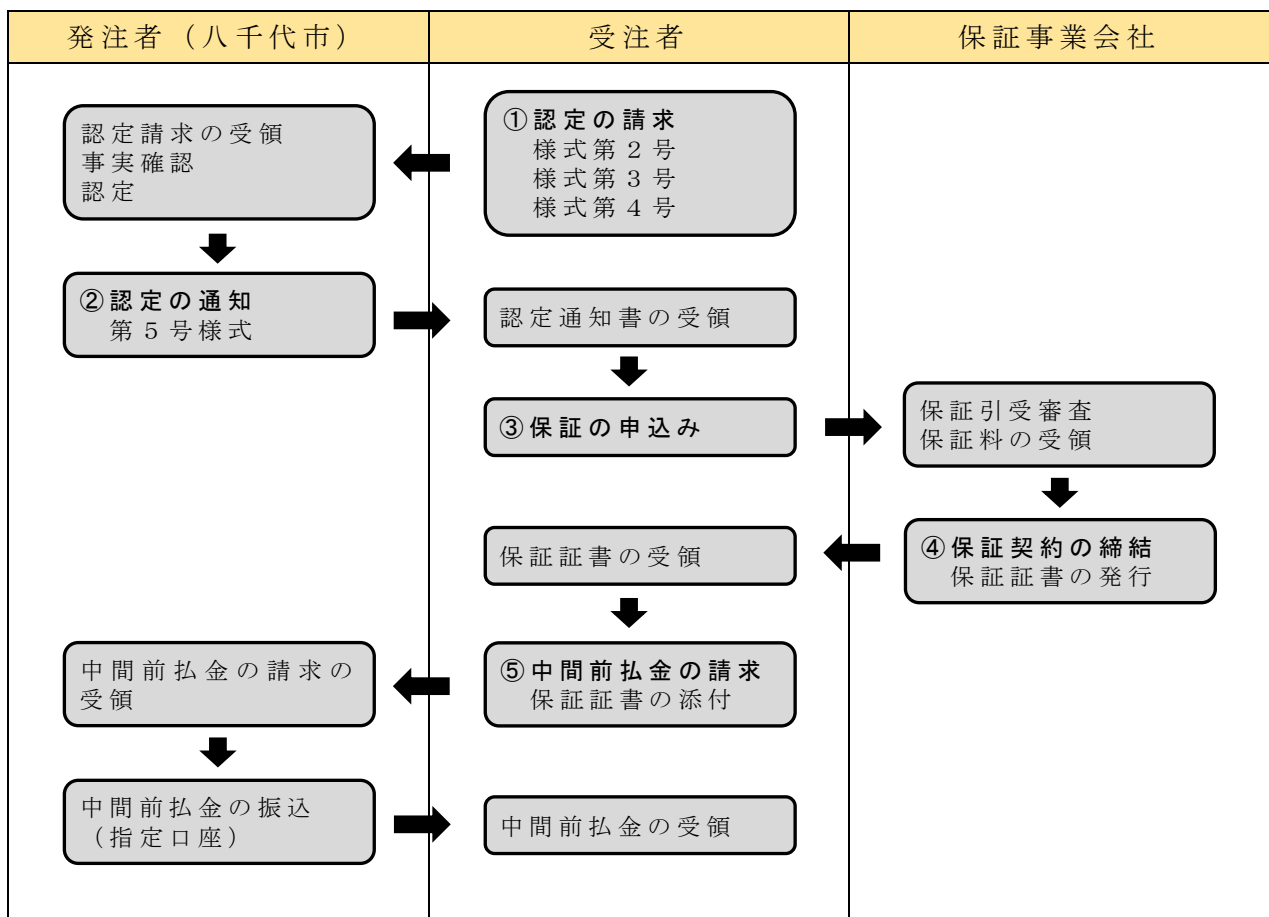 発注者（八千代市）
受注者
保証事業会社
①認定の請求
様式第２号
様式第３号
様式第４号
認定請求の受領
事実確認
認定
②認定の通知
第５号様式
認定通知書の受領
③保証の申込み
保証引受審査
保証料の受領
④保証契約の締結
保証証書の発行
保証証書の受領
⑤中間前払金の請求
保証証書の添付
中間前払金の請求の
受領
中間前払金の振込
（指定口座）
中間前払金の受領